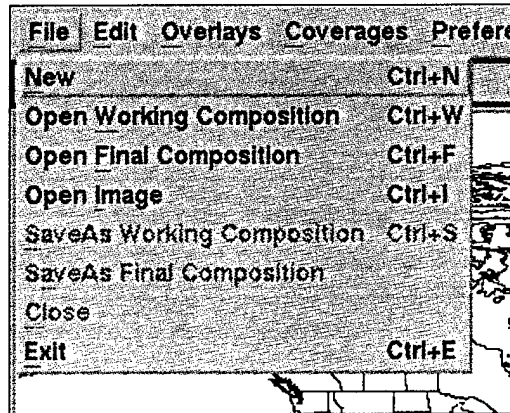 File Edit Overlays Coverages Prefere
New Ctrl+N
Open Working Composition Ctrl+W
Open Final Composition Ctrl+F
Open Image Ctrl+I
SaveAs Working Composition Ctrl+S
SaveAs Final Composition
Close
Exit Ctrl+E